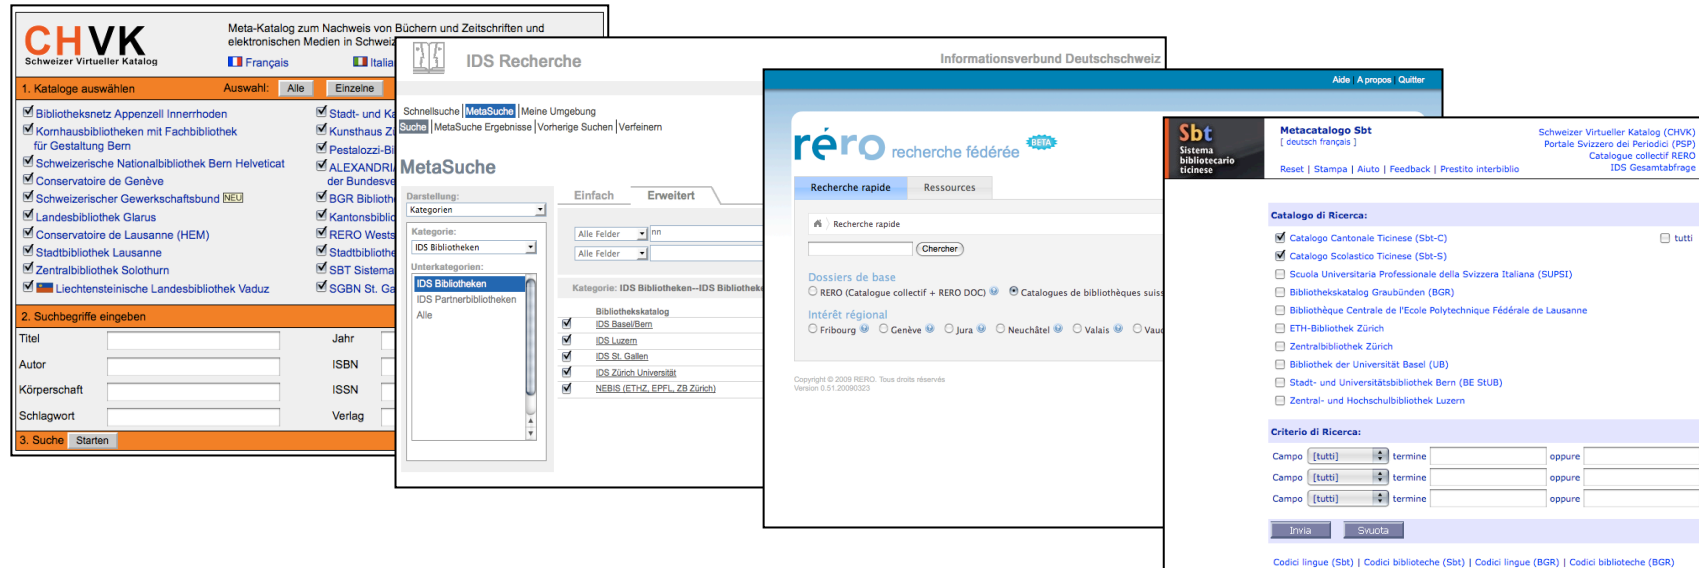 CHVK
Schweizer Virtueller Katalog
Meta-Katalog zum Nachweis von Büchern und Zeitschriften und
elektronischen Medien in Schweiz
Français
Italia
1. Kataloge auswählen
Auswahl:
Alle
Einzelne
Bibliotheksnetz Appenzell Innerrhoden
Kornhausbibliotheken mit Fachbibliothek
für Gestaltung Bern
Schweizerische Nationalbibliothek Bern Helveticat
Conservatoire de Genève
Schweizerischer Gewerkschaftsbund NEU
Landesbibliothek Glarus
Conservatoire de Lausanne (HEM)
Stadtbibliothek Lausanne
Zentralbibliothek Solothurn
Liechtensteinische Landesbibliothek Vaduz
Stadt- und Ka
Kunsthaus Zü
Pestalozzi-Bi
ALEXANDRI
der Bundesve
BGR Biblioth
Kantonsbiblio
RERO Wests
Stadtbibliothe
SBT Sistema
SGBN St. Ga
2. Suchbegriffe eingeben
Titel
Jahr
Autor
ISBN
Körperschaft
ISSN
Schlagwort
Verlag
3. Suche
Starten
IDS Recherche
Informationsverbund Deutschschweiz
Schnellsuche | MetaSuche | Meine Umgebung
Suche | MetaSuche Ergebnisse | Vorherige Suchen | Verfeinern
MetaSuche
Darstellung:
Kategorien
Kategorie:
IDS Bibliotheken
Unterkategorien:
IDS Bibliotheken
IDS Partnerbibliotheken
Alle
Einfach
Erweitert
Alle Felder
nn
Alle Felder
Kategorie: IDS Bibliotheken--IDS Bibliotheke
Bibliothekskatalog
IDS Basel/Bern
IDS Luzern
IDS St. Gallen
IDS Zürich Universität
NEBIS (ETHZ, EPFL, ZB Zürich)
Aide | A propos | Quitter
réro recherche fédérée BETA
Recherche rapide
Ressources
Recherche rapide
Chercher
Dossiers de base
RERO (Catalogue collectif + RERO DOC)
Catalogues de bibliothèques suiss
Intérêt régional
Fribourg
Genève
Jura
Neuchâtel
Valais
Vaud
Copyright © 2009 RERO. Tous droits réservés
Version 0.51.20090323
Sbt
Sistema
bibliotecario
ticinese
Metacatalogo Sbt
[ deutsch français ]
Reset | Stampa | Aiuto | Feedback | Prestito interbiblio
Schweizer Virtueller Katalog (CHVK)
Portale Svizzero dei Periodici (PSP)
Catalogue collectif RERO
IDS Gesamtabfrage
Catalogo di Ricerca:
Catalogo Cantonale Ticinese (Sbt-C)
tutti
Catalogo Scolastico Ticinese (Sbt-S)
Scuola Universitaria Professionale della Svizzera Italiana (SUPSI)
Bibliothekskatalog Graubünden (BGR)
Bibliothèque Centrale de l'Ecole Polytechnique Fédérale de Lausanne
ETH-Bibliothek Zürich
Zentralbibliothek Zürich
Bibliothek der Universität Basel (UB)
Stadt- und Universitätsbibliothek Bern (BE StUB)
Zentral- und Hochschulbibliothek Luzern
Criterio di Ricerca:
Campo [tutti] termine oppure
Campo [tutti] termine oppure
Campo [tutti] termine oppure
Invia
Svuota
Codici lingue (Sbt) | Codici biblioteche (Sbt) | Codici lingue (BGR) | Codici biblioteche (BGR)